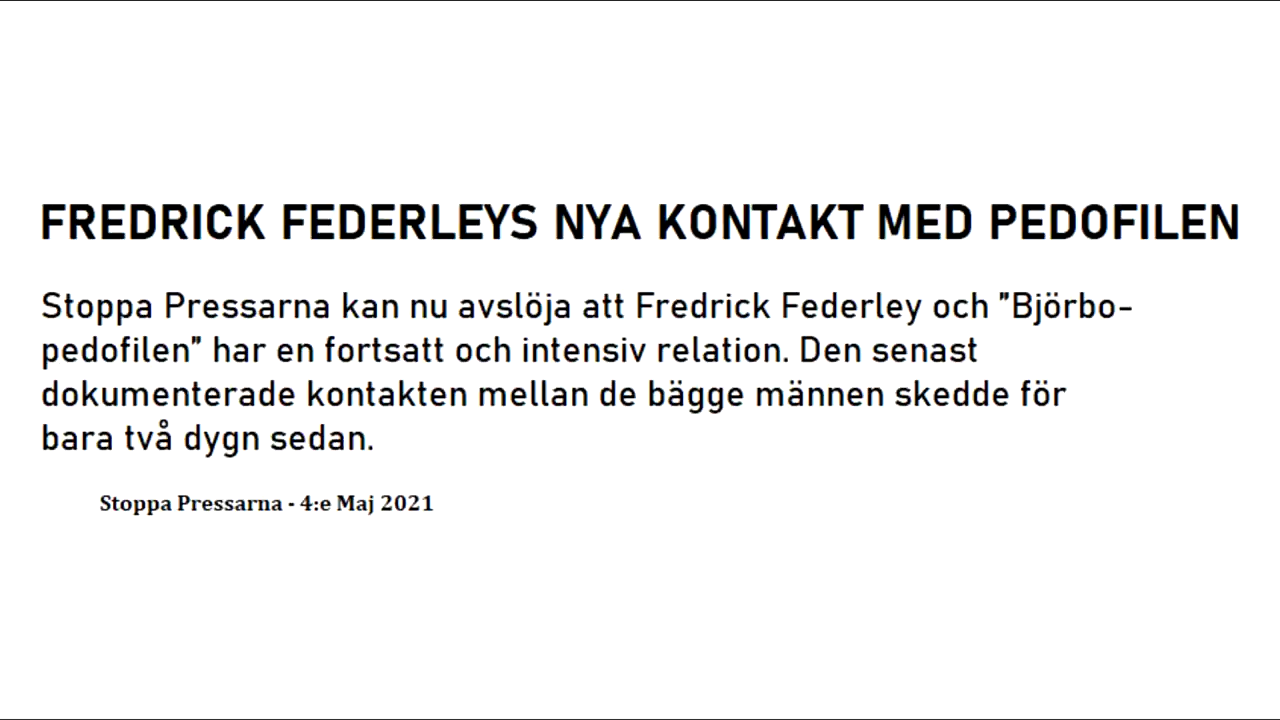 FREDRICK FEDERLEYS NYA KONTAKT MED PEDOFILEN
Stoppa Pressarna kan nu avslöja att Fredrick Federley och ”Björbo-
pedofilen” har en fortsatt och intensiv relation. Den senast
dokumenterade kontakten mellan de bägge männen skedde för
bara två dygn sedan.
Stoppa Pressarna - 4:e Maj 2021